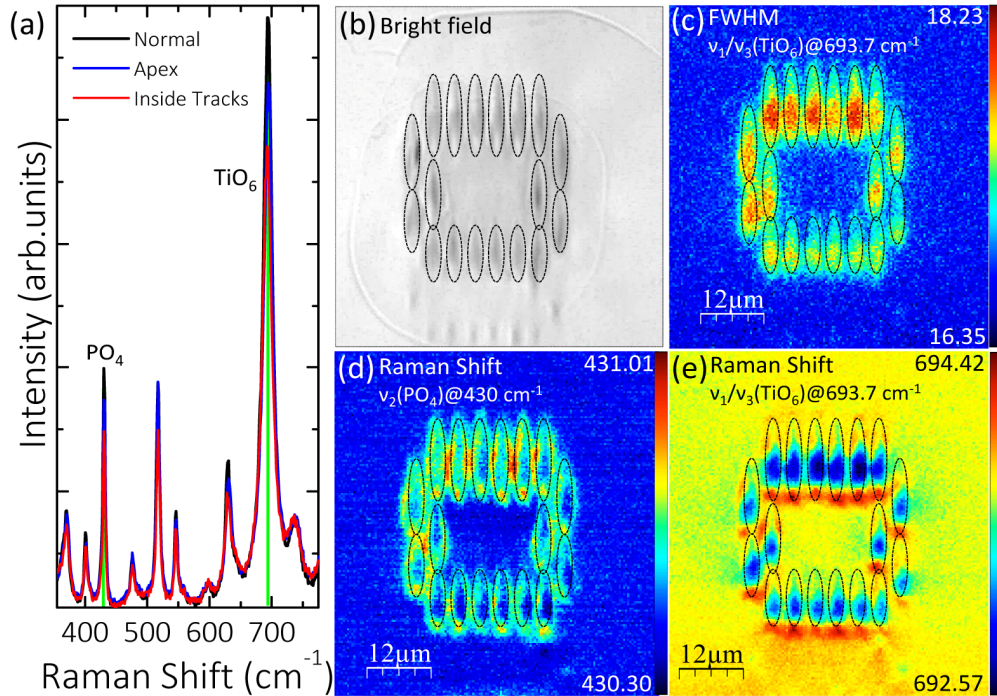 (a)
Normal
Apex
Inside Tracks
TiO₆
PO₄
Intensity (arb.units)
400 500 600 700
Raman Shift (cm⁻¹)
(b) Bright field
12μm
(c) FWHM
ν₁/ν₃(TiO₆)@693.7 cm⁻¹
18.23
12μm
16.35
(d) Raman Shift
ν₂(PO₄)@430 cm⁻¹
431.01
12μm
430.30
(e) Raman Shift
ν₁/ν₃(TiO₆)@693.7 cm⁻¹
694.42
12μm
692.57